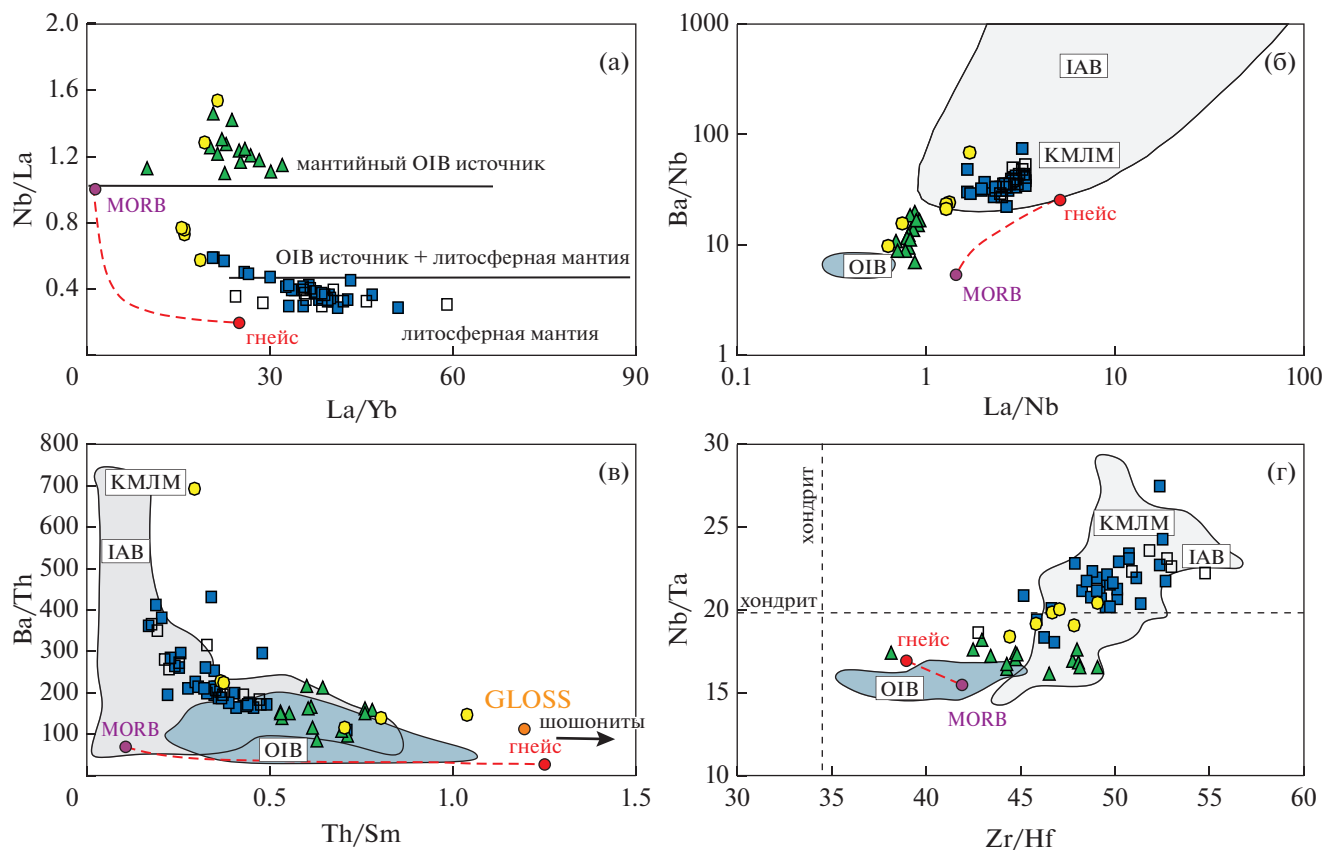 2.0
1.6
1.2
0.8
0.4
0
30
60
90
Nb/La
La/Yb
(а)
мантийный OIB источник
MORB
OIB источник + литосферная мантия
гнейс
литосферная мантия
1000
100
10
1
0.1
1
10
100
Ba/Nb
La/Nb
(б)
IAB
КМЛМ
гнейс
OIB
MORB
800
700
600
500
400
300
200
100
0
0.5
1.0
1.5
Ba/Th
Th/Sm
(в)
КМЛМ
IAB
MORB
OIB
GLOSS
шошониты
гнейс
30
25
20
15
10
30
35
40
45
50
55
60
Nb/Ta
Zr/Hf
(г)
хондрит
КМЛМ
IAB
хондрит
гнейс
OIB
MORB